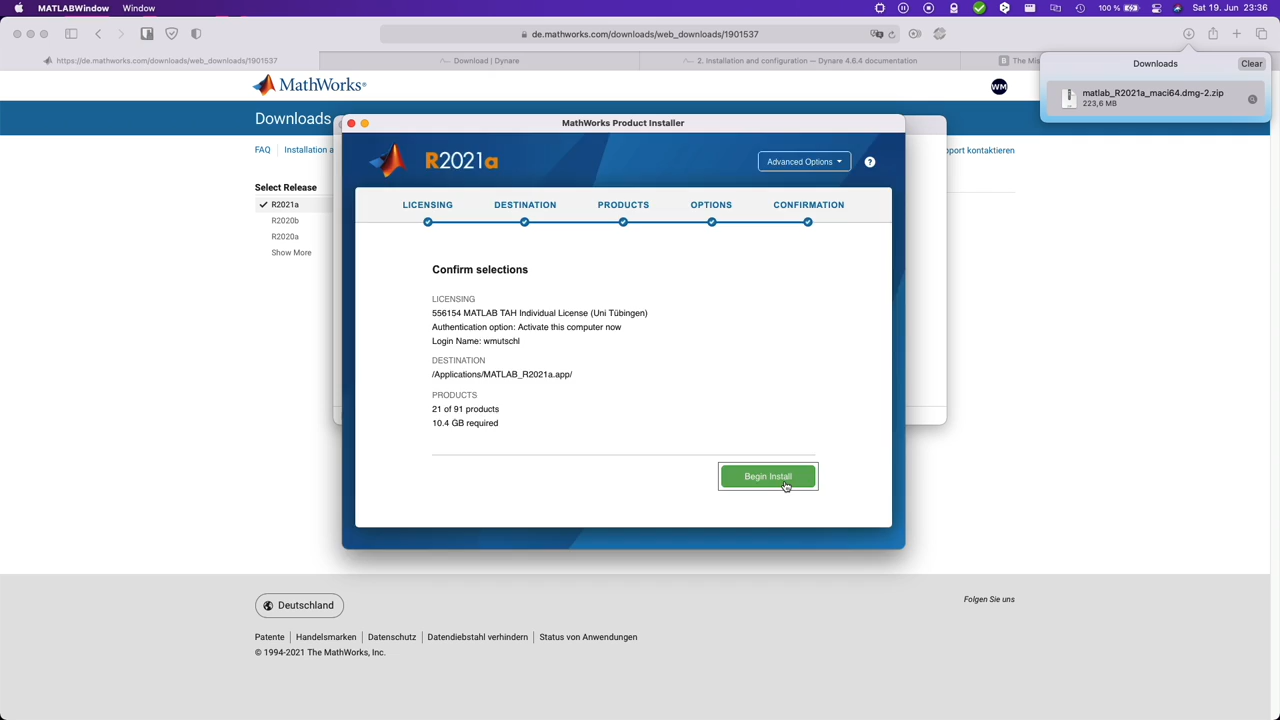 MATLABWindow
Sat 19. Jun 23:36
de.mathworks.com/downloads/web_downloads/1901537
https://de.mathworks.com/downloads/web_downloads/1901537
Download | Dynare
2. Installation and configuration — Dynare 4.6.4 documentation
B The Mis
Downloads
Clear
matlab_R2021a_maci64.dmg-2.zip
223,6 MB
MathWorks®
WM
Downloads
FAQ
Installation a
pport kontaktieren
Select Release
R2021a
R2020b
R2020a
Show More
MathWorks Product Installer
R2021a
Advanced Options
?
LICENSING
DESTINATION
PRODUCTS
OPTIONS
CONFIRMATION
Confirm selections
LICENSING
556154 MATLAB TAH Individual License (Uni Tübingen)
Authentication option: Activate this computer now
Login Name: wmutschl
DESTINATION
/Applications/MATLAB_R2021a.app/
PRODUCTS
21 of 91 products
10.4 GB required
Begin Install
Deutschland
Folgen Sie uns
Patente
Handelsmarken
Datenschutz
Datendiebstahl verhindern
Status von Anwendungen
© 1994-2021 The MathWorks, Inc.